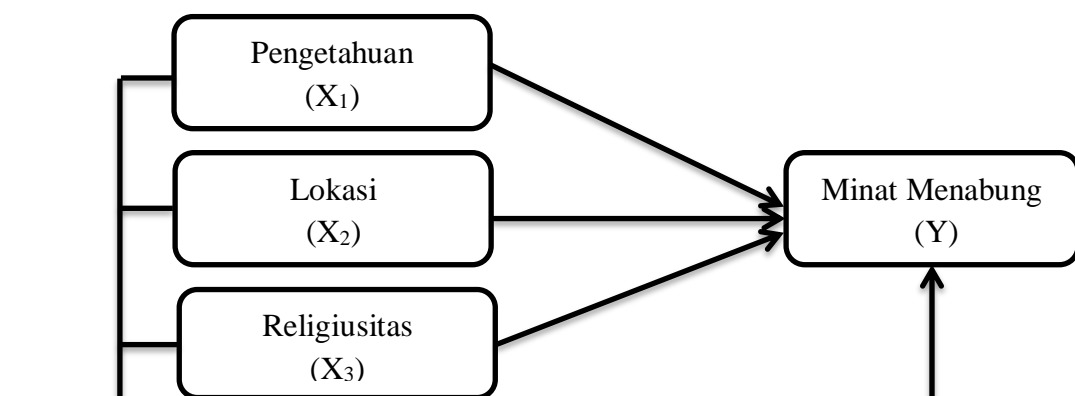 Pengetahuan
(X₁)
Lokasi
(X₂)
Religiusitas
(X₃)
Minat Menabung
(Y)